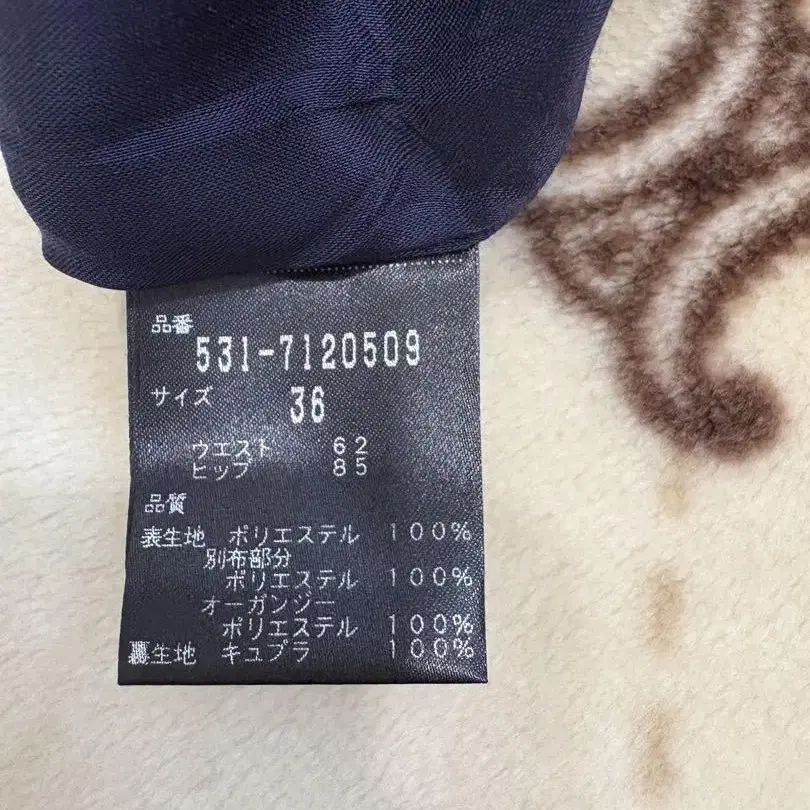 品番
531-7120509
サイズ 36
ウエスト 62
ヒップ 85
品質
表生地 ポリエステル 100%
別布部分
ポリエステル 100%
オーガンジー
ポリエステル 100%
裏生地 キュプラ 100%